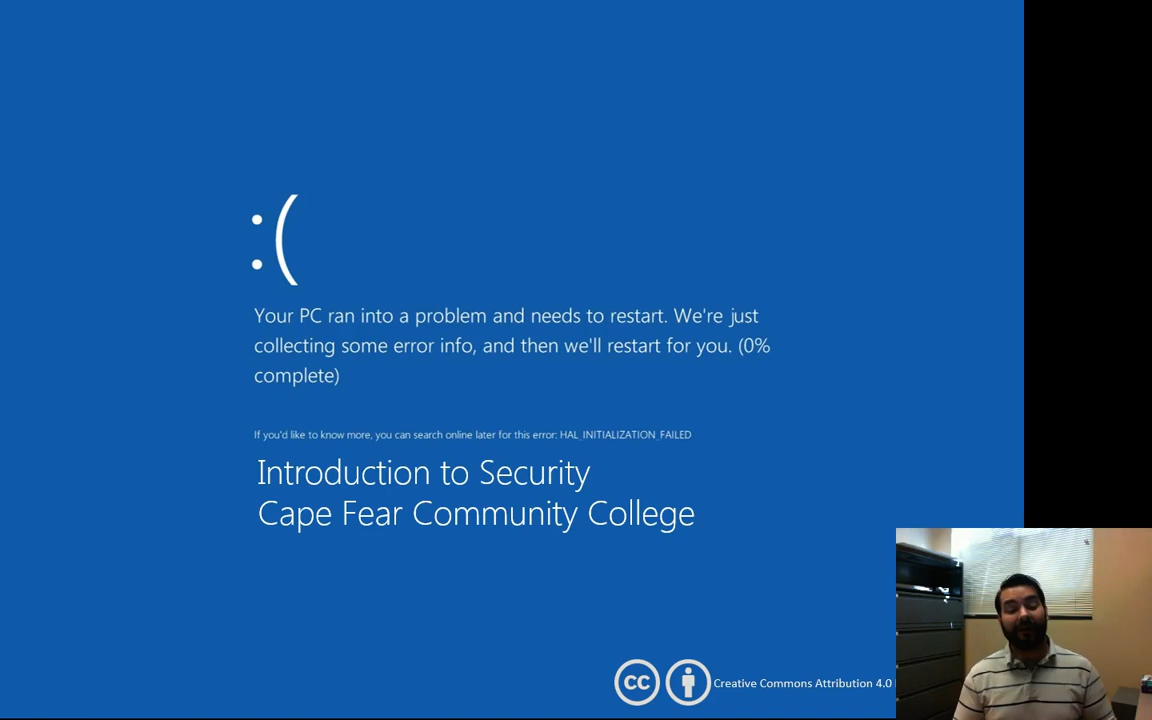 :(
Your PC ran into a problem and needs to restart. We're just
collecting some error info, and then we'll restart for you. (0%
complete)
If you'd like to know more, you can search online later for this error: HAL_INITIALIZATION_FAILED
Introduction to Security
Cape Fear Community College
cc
Creative Commons Attribution 4.0